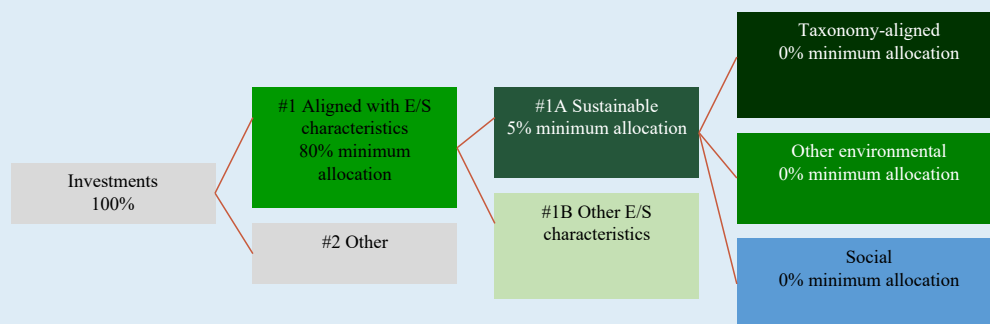 Investments
100%
#1 Aligned with E/S
characteristics
80% minimum
allocation
#2 Other
#1A Sustainable
5% minimum allocation
#1B Other E/S
characteristics
Taxonomy-aligned
0% minimum allocation
Other environmental
0% minimum allocation
Social
0% minimum allocation